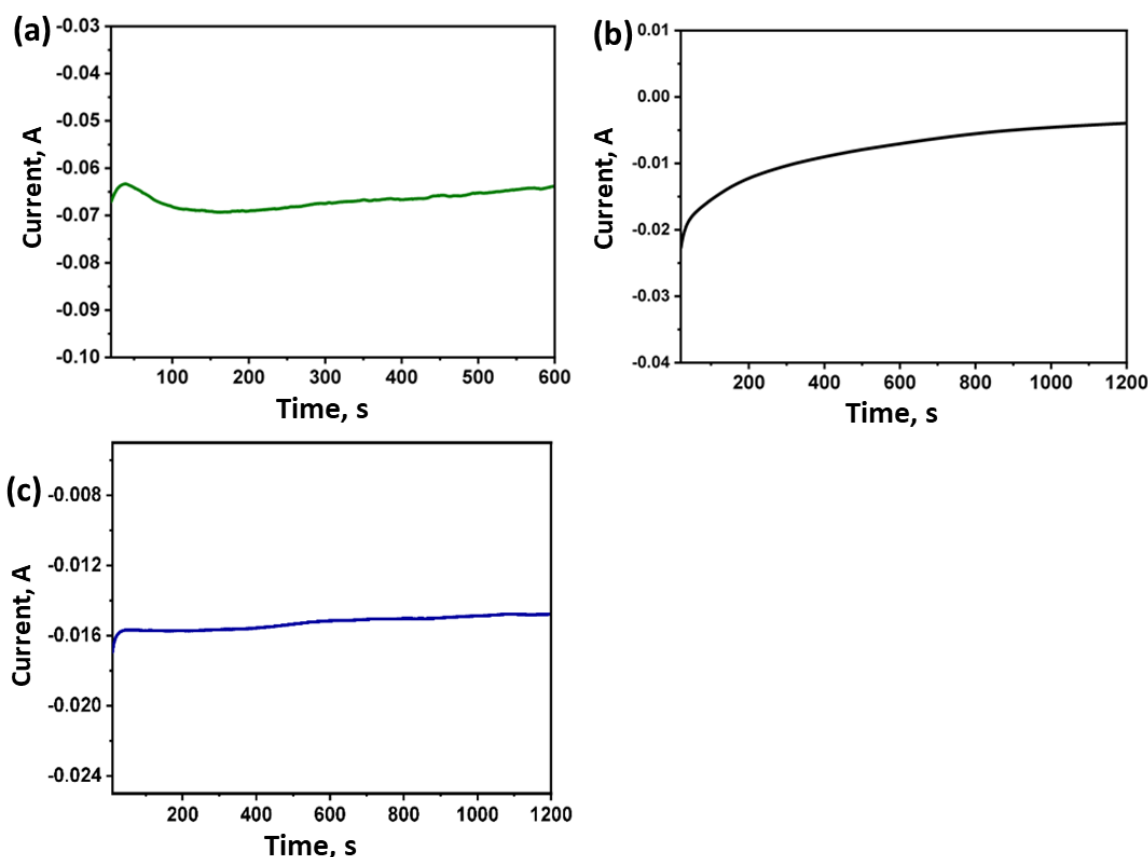 (a)
-0.03
-0.04
-0.05
-0.06
-0.07
-0.08
-0.09
-0.10
Current, A
100 200 300 400 500 600
Time, s
(b)
0.01
0.00
-0.01
-0.02
-0.03
-0.04
Current, A
200 400 600 800 1000 1200
Time, s
(c)
-0.008
-0.012
-0.016
-0.020
-0.024
Current, A
200 400 600 800 1000 1200
Time, s